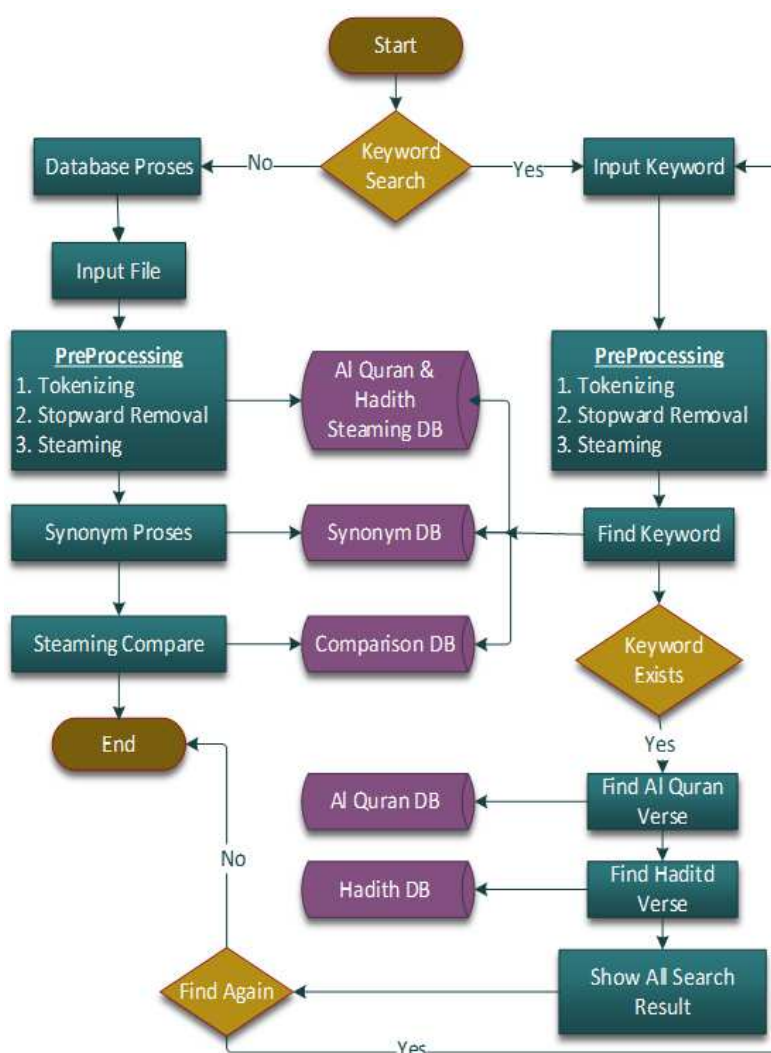 Start
Keyword
Search
No
Yes
Database Proses
Input Keyword
Input File
PreProcessing
1. Tokenizing
2. Stopward Removal
3. Steaming
Al Quran &
Hadith
Steaming DB
PreProcessing
1. Tokenizing
2. Stopward Removal
3. Steaming
Synonym Proses
Synonym DB
Find Keyword
Steaming Compare
Comparison DB
Keyword
Exists
Yes
End
Al Quran DB
Find Al Quran
Verse
No
Hadith DB
Find Haditd
Verse
Find Again
Show All Search
Result
Yes